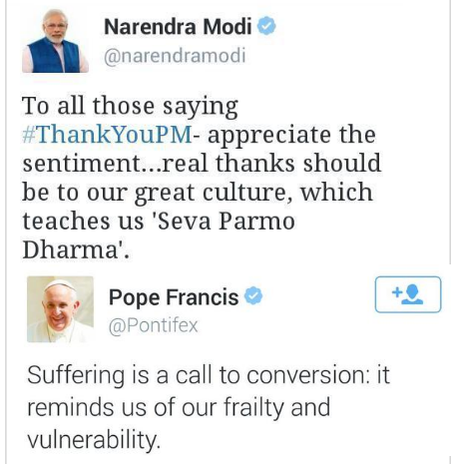 Narendra Modi
@narendramodi
To all those saying
#ThankYouPM- appreciate the
sentiment...real thanks should
be to our great culture, which
teaches us 'Seva Parmo
Dharma'.
Pope Francis
@Pontifex
Suffering is a call to conversion: it
reminds us of our frailty and
vulnerability.